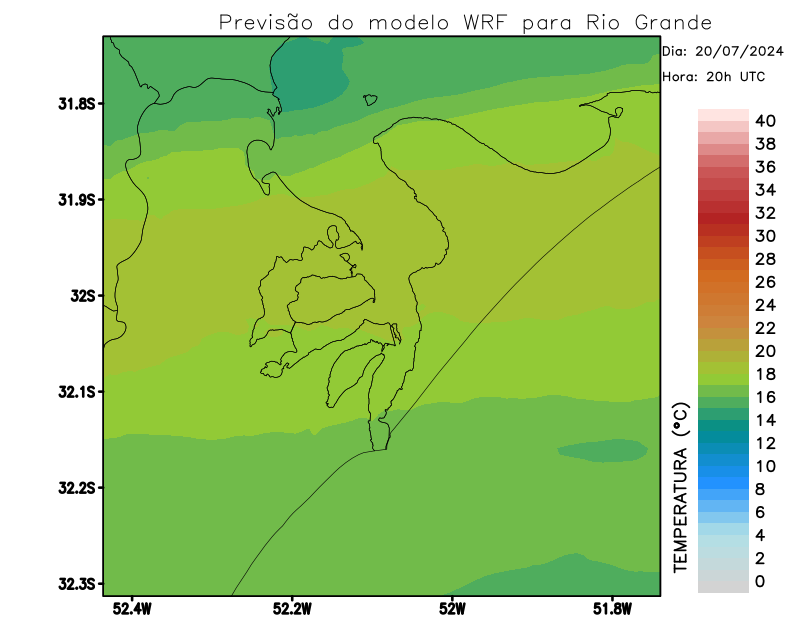 Previsão do modelo WRF para Rio Grande
Dia: 20/07/2024
Hora: 20h UTC
31.8S
31.9S
32S
32.1S
32.2S
32.3S
52.4W
52.2W
52W
51.8W
TEMPERATURA (°C)
40
38
36
34
32
30
28
26
24
22
20
18
16
14
12
10
8
6
4
2
0